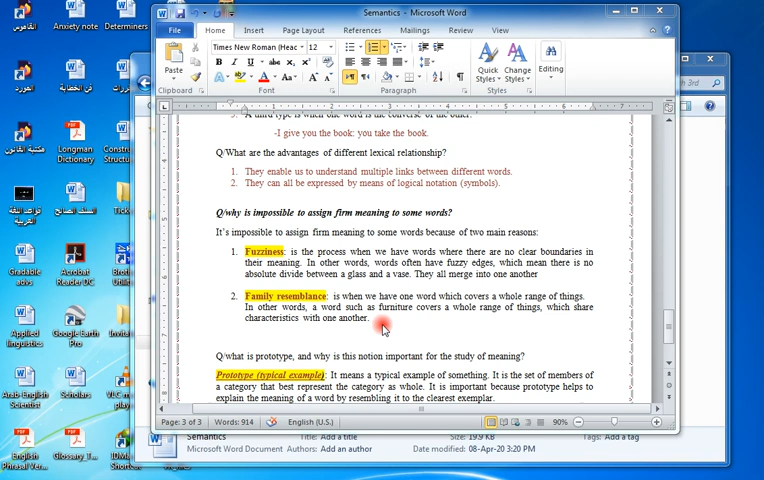 Semantics - Microsoft Word
File Home Insert Page Layout References Mailings Review View
Times New Roman (Headi 12
Paste
Quick Styles
Change Styles
Editing
Clipboard Font Paragraph Styles
-I give you the book: you take the book.
Q/What are the advantages of different lexical relationship?
1. They enable us to understand multiple links between different words.
2. They can all be expressed by means of logical notation (symbols).
Q/why is impossible to assign firm meaning to some words?
It's impossible to assign firm meaning to some words because of two main reasons:
1. Fuzziness: is the process when we have words where there are no clear boundaries in
their meaning. In other words, words often have fuzzy edges, which mean there is no
absolute divide between a glass and a vase. They all merge into one another
2. Family resemblance: is when we have one word which covers a whole range of things.
In other words, a word such as furniture covers a whole range of things, which share
characteristics with one another.
Q/what is prototype, and why is this notion important for the study of meaning?
Prototype (typical example): It means a typical example of something. It is the set of members of
a category that best represent the category as whole. It is important because prototype helps to
explain the meaning of a word by resembling it to the clearest exemplar.
Page: 3 of 3 Words: 914 English (U.S.) 90%
Semantics Title: Add a title Size: 19.9 KB Tags: Add a tag
Microsoft Word Document Authors: Add an author Date modified: 08-Apr-20 3:20 PM
القاموس
Anxiety note
Determiners
المورد
فن الخطابة
مكتبة القانون
Longman Dictionary
Gradable advs
Acrobat Reader DC
Applied linguistics
Google Earth Pro
Arab-English Scientist
Scholars
English Phrasal Ver...
Glossary_T...